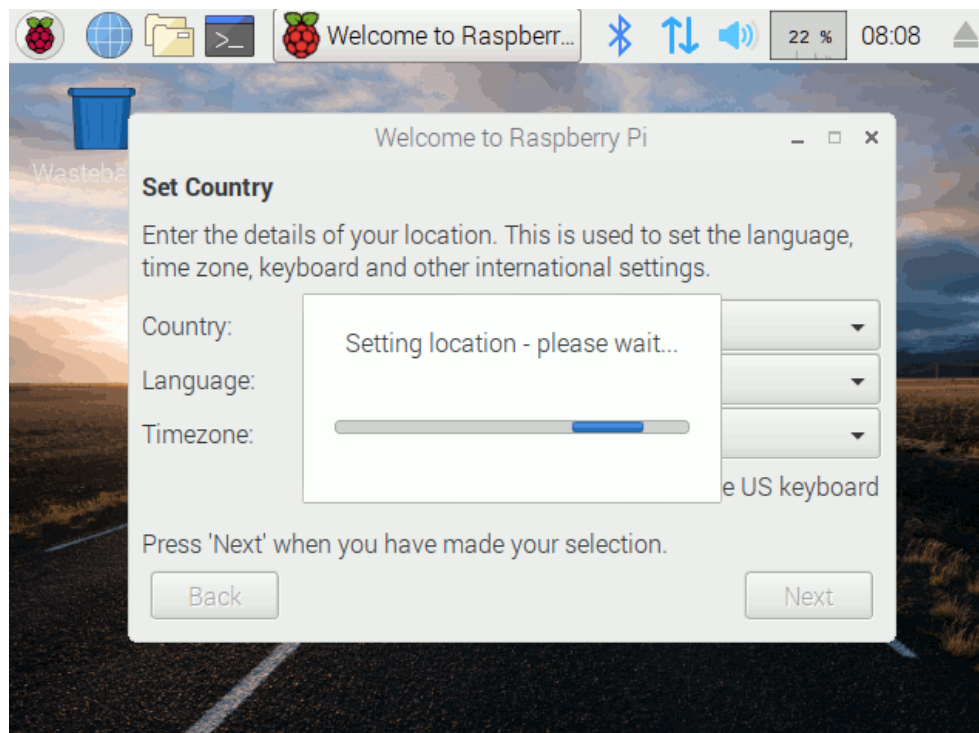 >_
Welcome to Raspberr...
22 %
08:08
Welcome to Raspberry Pi
Set Country
Enter the details of your location. This is used to set the language,
time zone, keyboard and other international settings.
Country:
Setting location - please wait...
Language:
Timezone:
US keyboard
Press 'Next' when you have made your selection.
Back
Next